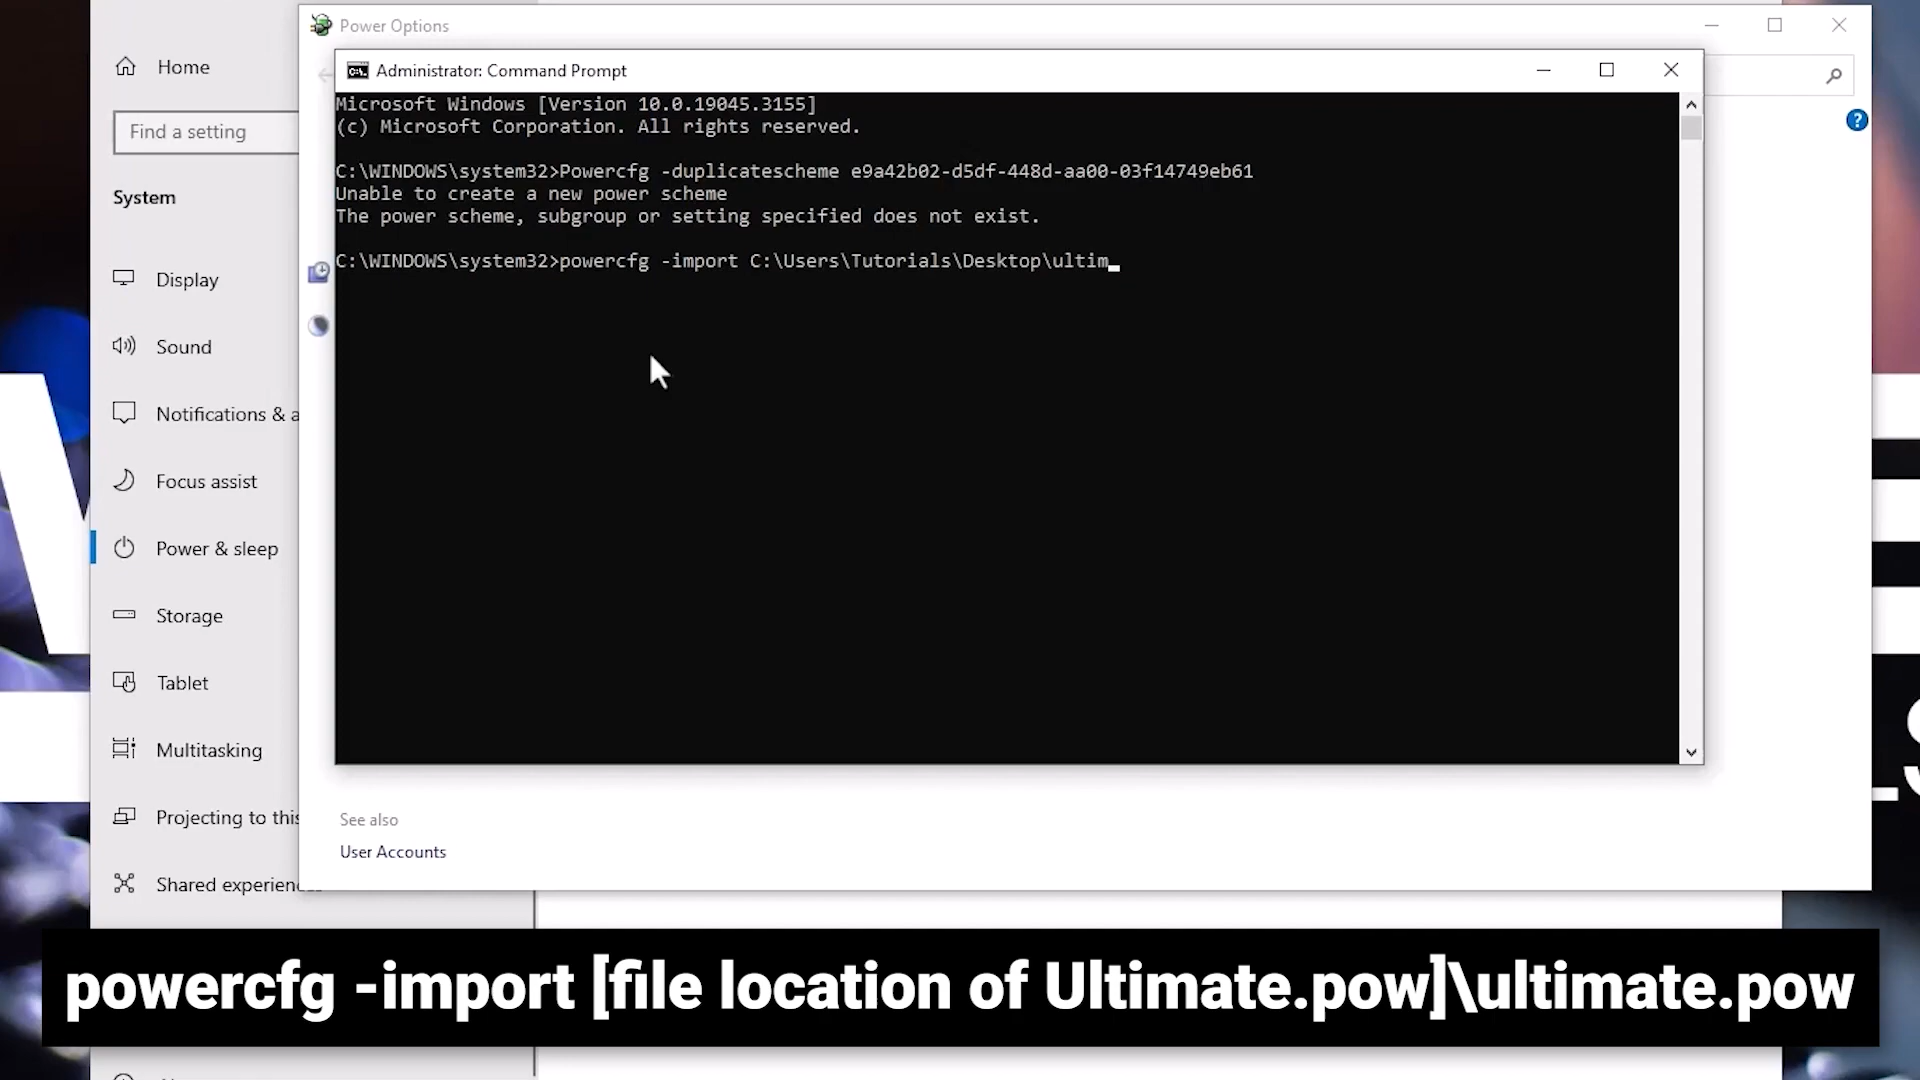 Power Options
Home
Administrator: Command Prompt
Microsoft Windows [Version 10.0.19045.3155]
(c) Microsoft Corporation. All rights reserved.
Find a setting
C:\WINDOWS\system32>Powercfg -duplicatescheme e9a42b02-d5df-448d-aa00-03f14749eb61
Unable to create a new power scheme
The power scheme, subgroup or setting specified does not exist.
System
C:\WINDOWS\system32>powercfg -import C:\Users\Tutorials\Desktop\ultim
Display
Sound
Notifications & a
Focus assist
Power & sleep
Storage
Tablet
Multitasking
Projecting to this
Shared experienc
See also
User Accounts
powercfg -import [file location of Ultimate.pow]\ultimate.pow